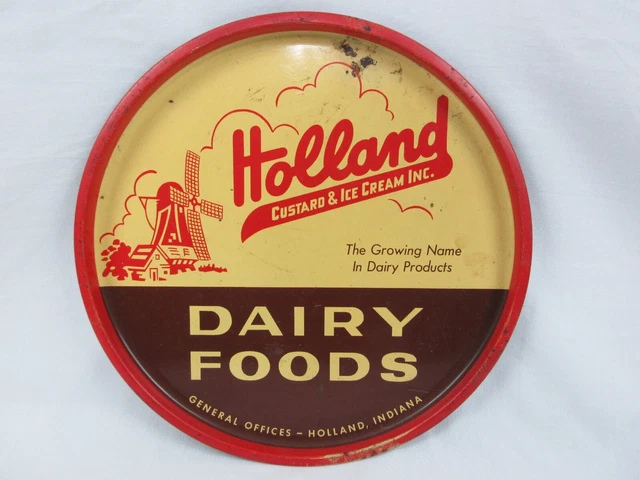 Holland
CUSTARD & ICE CREAM INC.
The Growing Name
In Dairy Products
DAIRY
FOODS
GENERAL OFFICES – HOLLAND, INDIANA